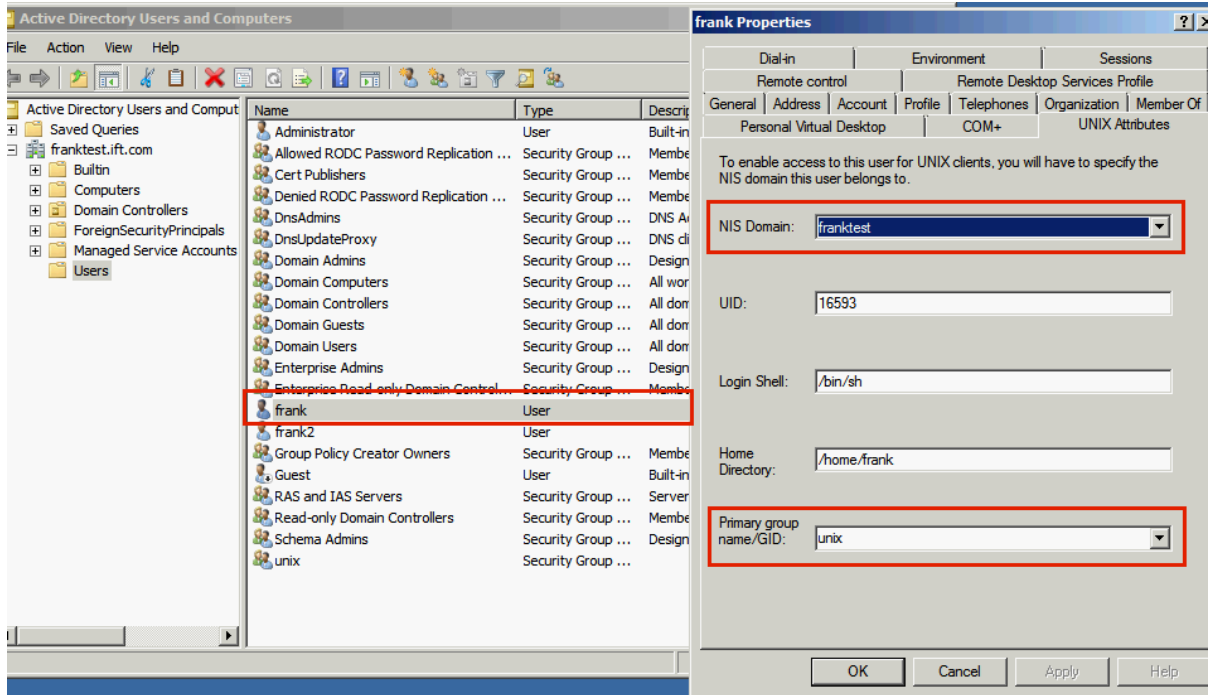 Active Directory Users and Computers
File Action View Help
Active Directory Users and Comput
Saved Queries
franktest.ift.com
Builtin
Computers
Domain Controllers
ForeignSecurityPrincipals
Managed Service Accounts
Users
Name Type Descrip
Administrator User Built-in
Allowed RODC Password Replication ... Security Group ... Membe
Cert Publishers Security Group ... Membe
Denied RODC Password Replication ... Security Group ... Membe
DnsAdmins Security Group ... DNS A
DnsUpdateProxy Security Group ... DNS cli
Domain Admins Security Group ... Design
Domain Computers Security Group ... All wor
Domain Controllers Security Group ... All dom
Domain Guests Security Group ... All dom
Domain Users Security Group ... All dom
Enterprise Admins Security Group ... Design
Enterprise Read-only Domain Control... Security Group ... Membe
frank User
frank2 User
Group Policy Creator Owners Security Group ... Membe
Guest User Built-in
RAS and IAS Servers Security Group ... Server
Read-only Domain Controllers Security Group ... Membe
Schema Admins Security Group ... Design
unix Security Group ...
frank Properties
Dial-in Environment Sessions
Remote control Remote Desktop Services Profile
General Address Account Profile Telephones Organization Member Of
Personal Virtual Desktop COM+ UNIX Attributes
To enable access to this user for UNIX clients, you will have to specify the
NIS domain this user belongs to.
NIS Domain: franktest
UID: 16593
Login Shell: /bin/sh
Home
Directory: /home/frank
Primary group
name/GID: unix
OK Cancel Apply Help